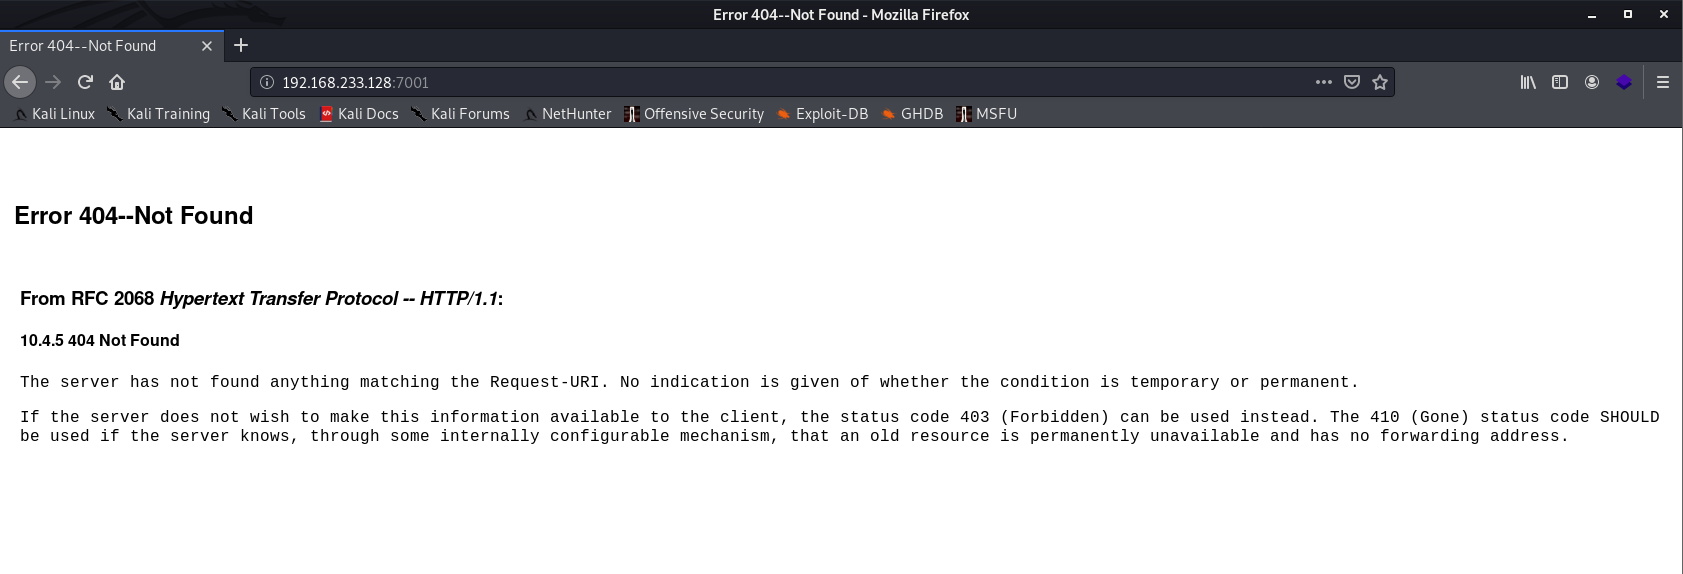 Error 404--Not Found - Mozilla Firefox
Error 404--Not Found
192.168.233.128:7001
Kali Linux Kali Training Kali Tools Kali Docs Kali Forums NetHunter Offensive Security Exploit-DB GHDB MSFU
Error 404--Not Found
From RFC 2068 Hypertext Transfer Protocol -- HTTP/1.1:
10.4.5 404 Not Found
The server has not found anything matching the Request-URI. No indication is given of whether the condition is temporary or permanent.
If the server does not wish to make this information available to the client, the status code 403 (Forbidden) can be used instead. The 410 (Gone) status code SHOULD
be used if the server knows, through some internally configurable mechanism, that an old resource is permanently unavailable and has no forwarding address.